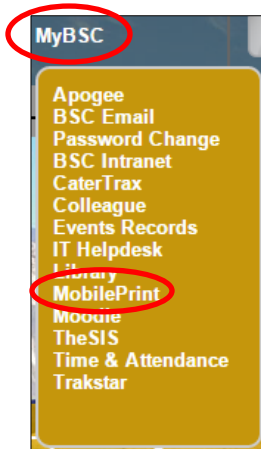 MyBSC
Apogee
BSC Email
Password Change
BSC Intranet
CaterTrax
Colleague
Events Records
IT Helpdesk
Library
MobilePrint
Moodle
TheSIS
Time & Attendance
Trakstar